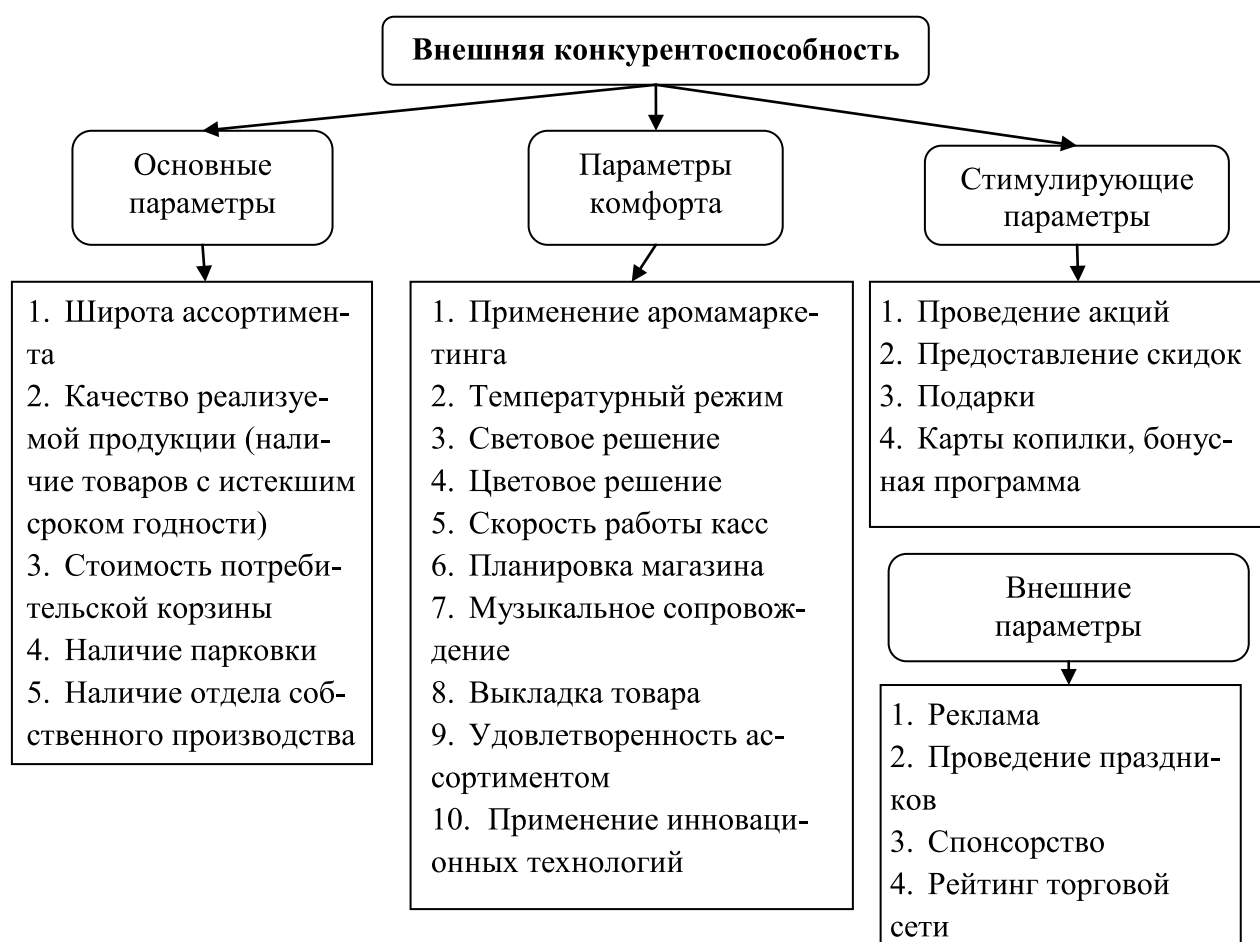 Внешняя конкурентоспособность
Основные
параметры
1. Широта ассортимен-
та
2. Качество реализуе-
мой продукции (нали-
чие товаров с истекшим
сроком годности)
3. Стоимость потреби-
тельской корзины
4. Наличие парковки
5. Наличие отдела соб-
ственного производства
Параметры
комфорта
1. Применение аромамарке-
тинга
2. Температурный режим
3. Световое решение
4. Цветовое решение
5. Скорость работы касс
6. Планировка магазина
7. Музыкальное сопровож-
дение
8. Выкладка товара
9. Удовлетворенность ас-
сортиментом
10. Применение инноваци-
онных технологий
Стимулирующие
параметры
1. Проведение акций
2. Предоставление скидок
3. Подарки
4. Карты копилки, бонус-
ная программа
Внешние
параметры
1. Реклама
2. Проведение праздни-
ков
3. Спонсорство
4. Рейтинг торговой
сети